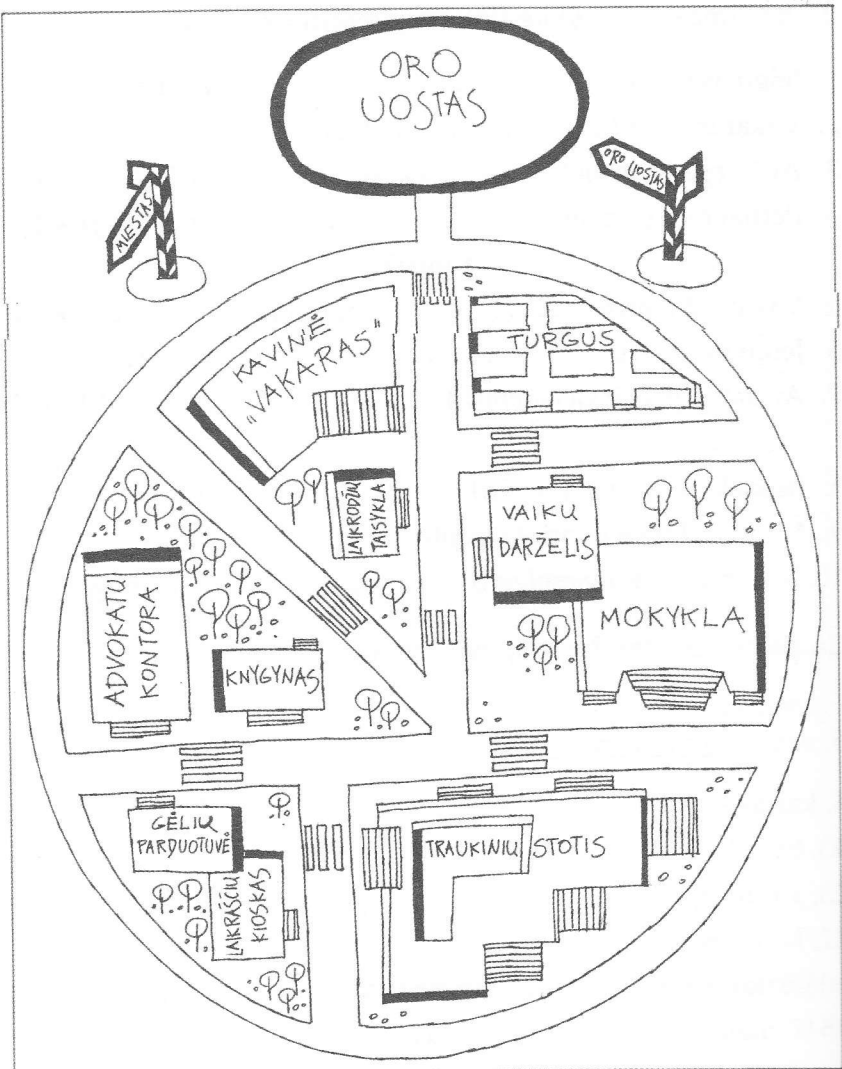 ORO
UOSTAS
MIESTAS
ORO UOSTAS
KAVINĖ
„VAKARAS“
TURGUS
LAIKRODŽIŲ
TAISYKLA
VAIKŲ
DARŽELIS
MOKYKLA
ADVOKATŲ
KONTORA
KNYGYNAS
GĖLIŲ
PARDUOTUVĖ
LAIKRAŠČIŲ
KIOSKAS
TRAUKINIŲ STOTIS